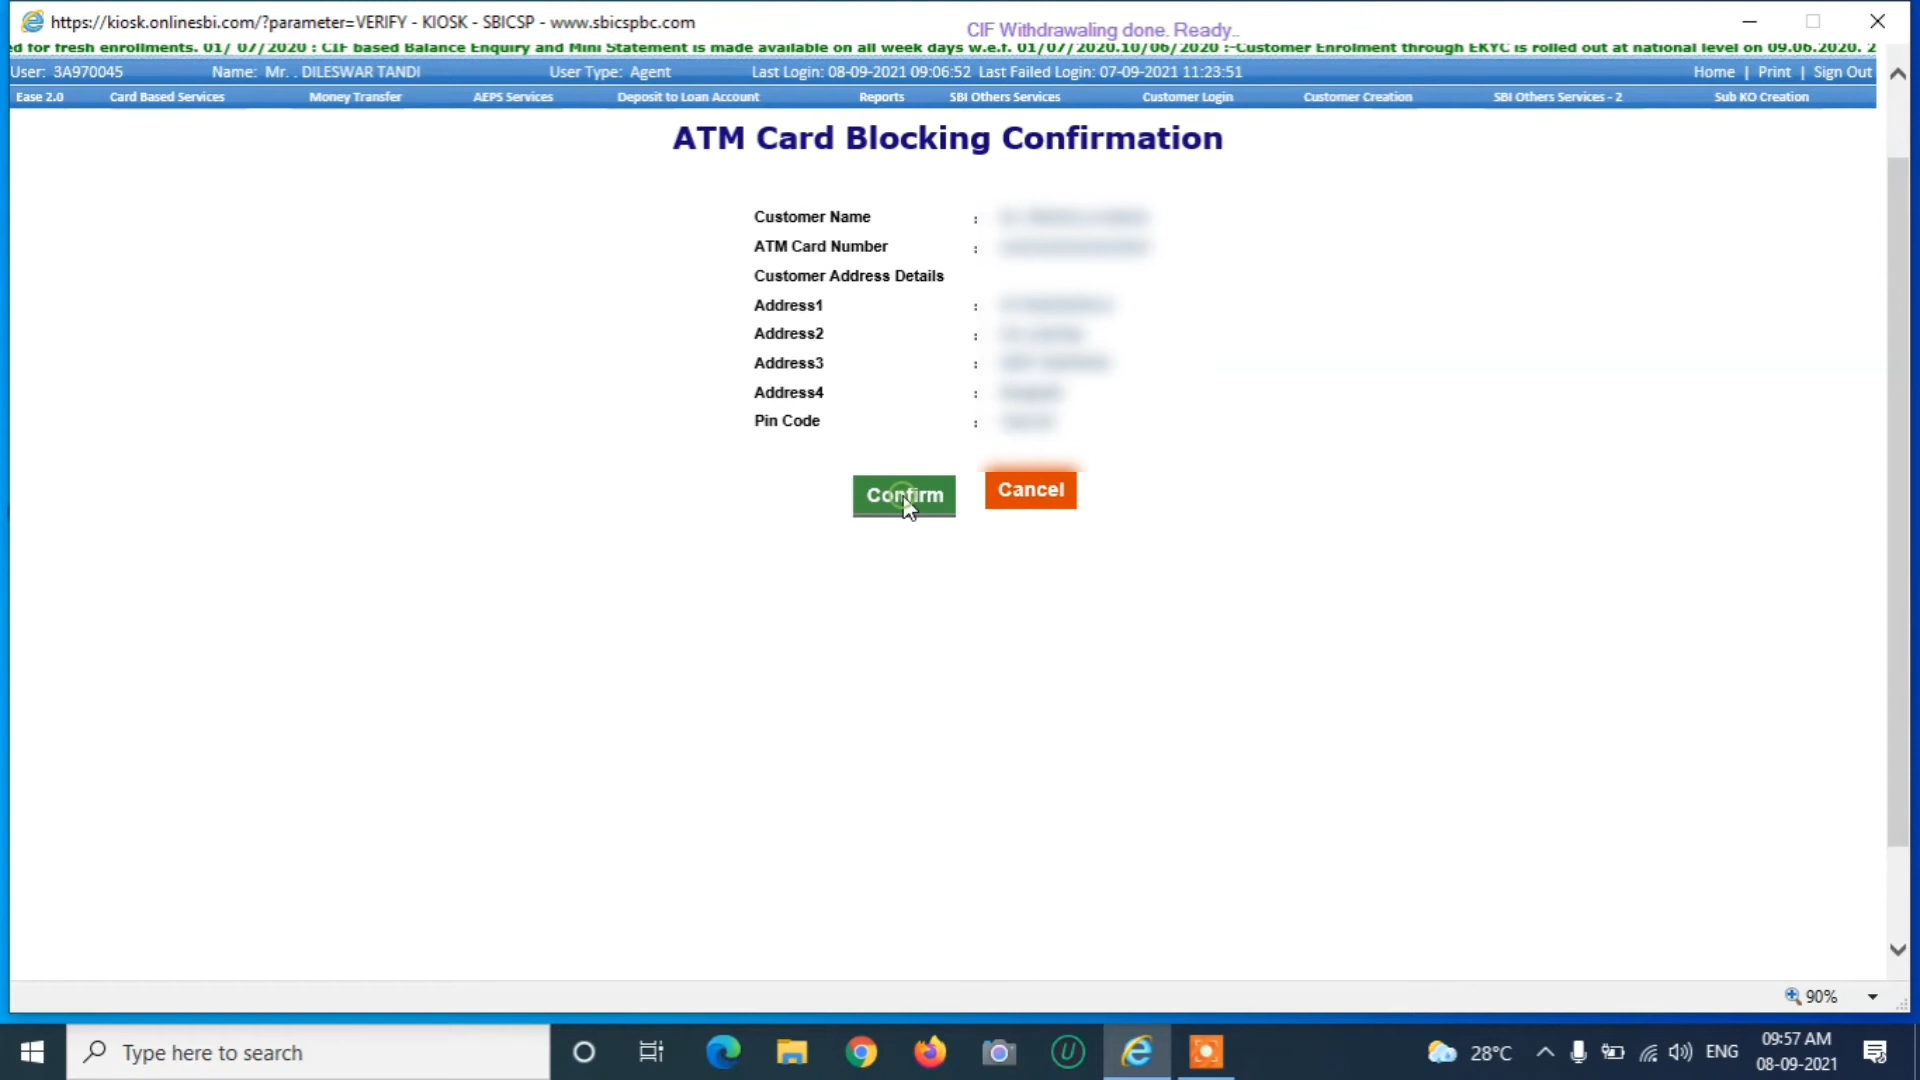 https://kiosk.onlinesbi.com/?parameter=VERIFY - KIOSK - SBICSP - www.sbicspbc.com
CIF Withdrawaling done. Ready..
ed for fresh enrollments. 01/ 07/2020 : CIF based Balance Enquiry and Mini Statement is made available on all week days w.e.f. 01/07/2020.10/06/2020 :-Customer Enrolment through EKYC is rolled out at national level on 09.06.2020. 2
User: 3A970045 Name: Mr. . DILESWAR TANDI User Type: Agent Last Login: 08-09-2021 09:06:52 Last Failed Login: 07-09-2021 11:23:51 Home | Print | Sign Out
Ease 2.0 Card Based Services Money Transfer AEPS Services Deposit to Loan Account Reports SBI Others Services Customer Login Customer Creation SBI Others Services - 2 Sub KO Creation
ATM Card Blocking Confirmation
Customer Name :
ATM Card Number :
Customer Address Details
Address1 :
Address2 :
Address3 :
Address4 :
Pin Code :
Confirm Cancel
90%
Type here to search
28°C ENG 09:57 AM
08-09-2021